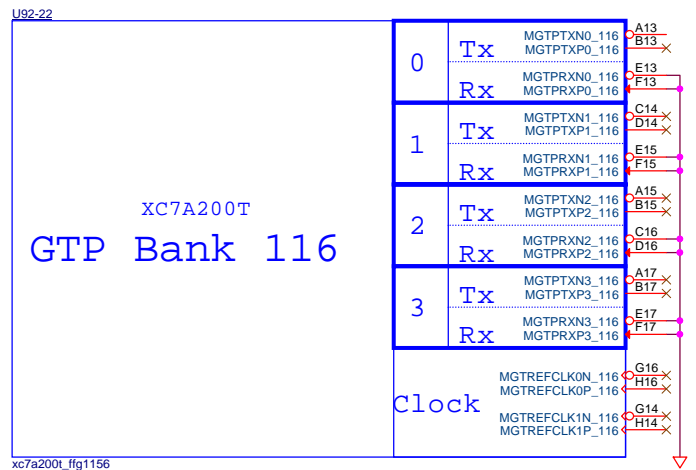 U92-22
XC7A200T
GTP Bank 116
0
Tx
MGTPTXN0_116
A13
MGTPTXP0_116
B13
Rx
MGTPRXN0_116
E13
MGTPRXP0_116
F13
1
Tx
MGTPTXN1_116
C14
MGTPTXP1_116
D14
Rx
MGTPRXN1_116
E15
MGTPRXP1_116
F15
2
Tx
MGTPTXN2_116
A15
MGTPTXP2_116
B15
Rx
MGTPRXN2_116
C16
MGTPRXP2_116
D16
3
Tx
MGTPTXN3_116
A17
MGTPTXP3_116
B17
Rx
MGTPRXN3_116
E17
MGTPRXP3_116
F17
Clock
MGTREFCLK0N_116
G16
MGTREFCLK0P_116
H16
MGTREFCLK1N_116
G14
MGTREFCLK1P_116
H14
xc7a200t_ffg1156